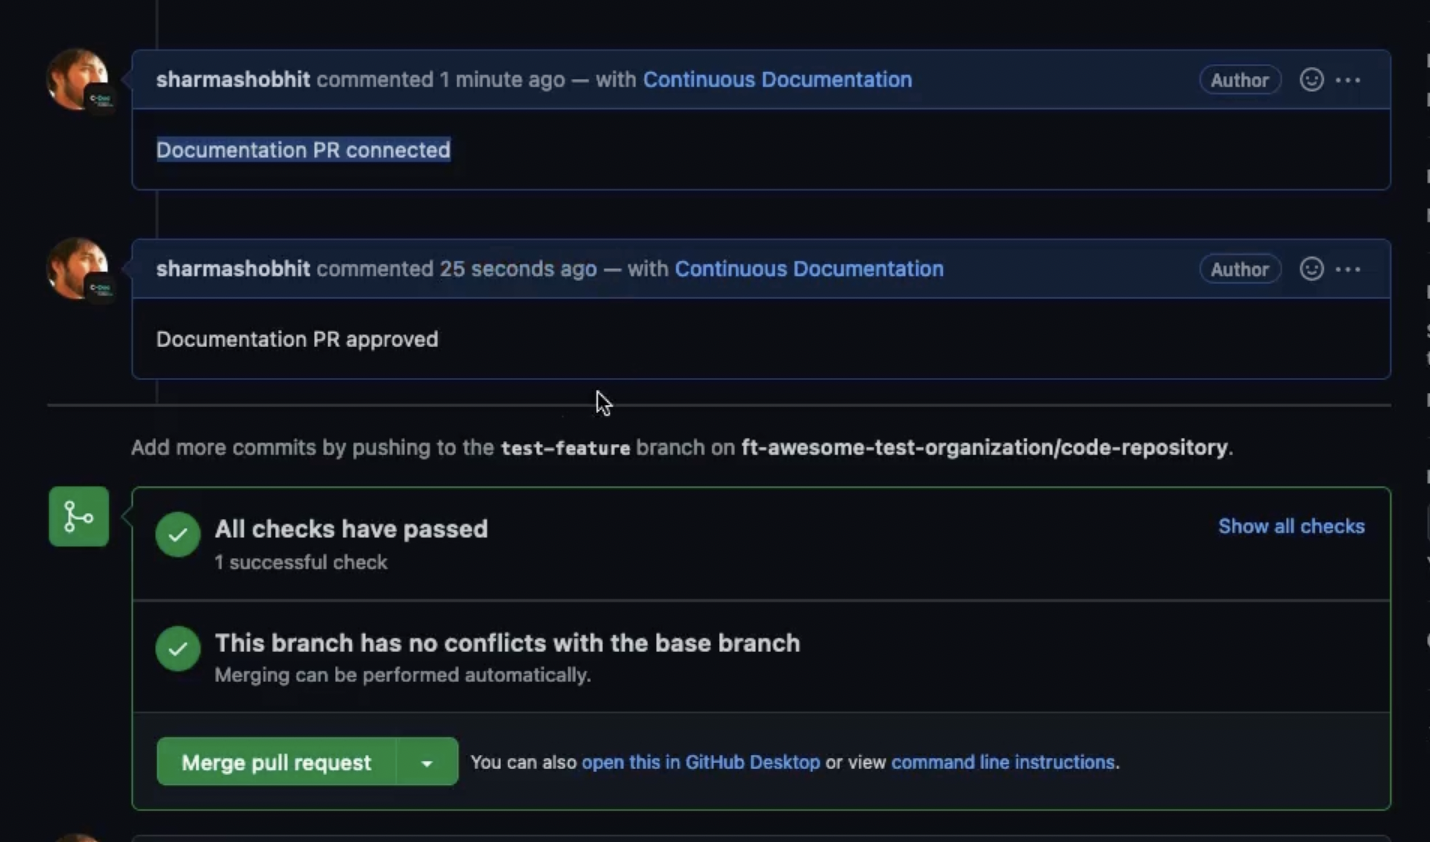 sharmashobhit commented 1 minute ago — with Continuous Documentation Author
Documentation PR connected
sharmashobhit commented 25 seconds ago — with Continuous Documentation Author
Documentation PR approved
Add more commits by pushing to the test-feature branch on ft-awesome-test-organization/code-repository.
All checks have passed
Show all checks
1 successful check
This branch has no conflicts with the base branch
Merging can be performed automatically.
Merge pull request You can also open this in GitHub Desktop or view command line instructions.